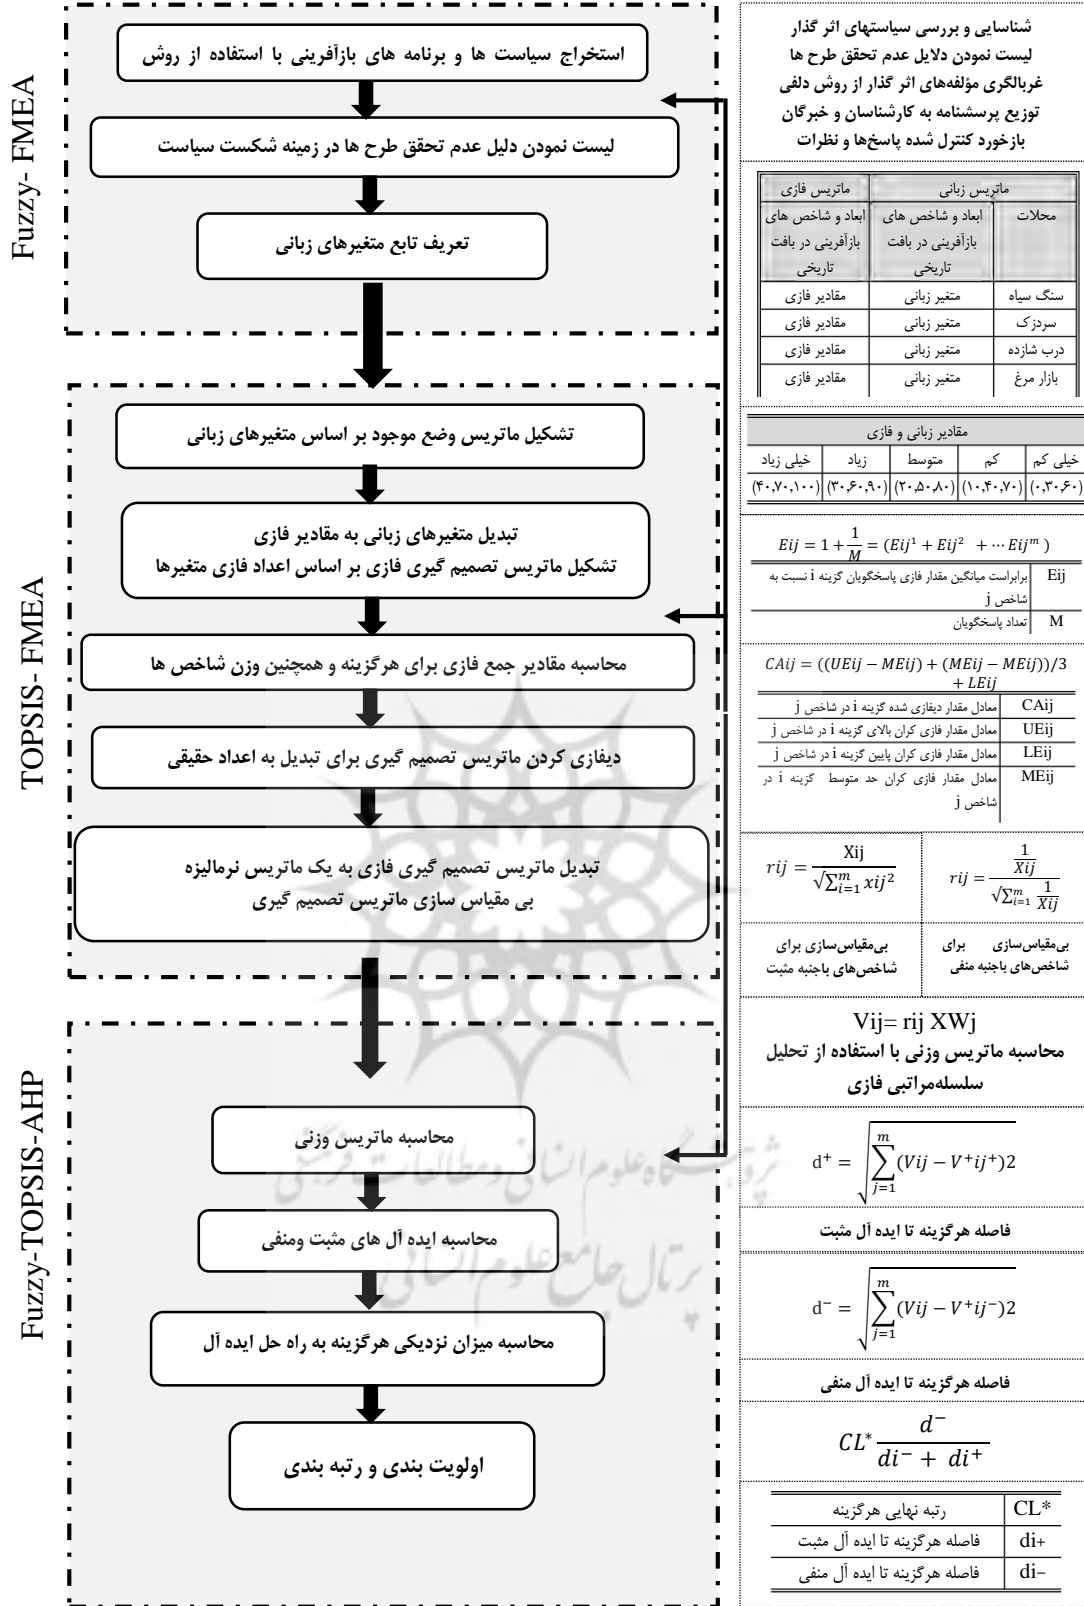 Fuzzy- FMEA
استخراج سیاست ها و برنامه های بازآفرینی با استفاده از روش
لیست نمودن دلیل عدم تحقق طرح ها در زمینه شکست سیاست
تعریف تابع متغیرهای زبانی
TOPSIS- FMEA
تشکیل ماتریس وضع موجود بر اساس متغیرهای زبانی
تبدیل متغیرهای زبانی به مقادیر فازی
تشکیل ماتریس تصمیم گیری فازی بر اساس اعداد فازی متغیرها
محاسبه مقادیر جمع فازی برای هرگزینه و همچنین وزن شاخص ها
دیفازی کردن ماتریس تصمیم گیری برای تبدیل به اعداد حقیقی
تبدیل ماتریس تصمیم گیری فازی به یک ماتریس نرمالیزه
بی مقیاس سازی ماتریس تصمیم گیری
Fuzzy-TOPSIS-AHP
محاسبه ماتریس وزنی
محاسبه ایده آل های مثبت ومنفی
محاسبه میزان نزدیکی هرگزینه به راه حل ایده آل
اولویت بندی و رتبه بندی
شناسایی و بررسی سیاستهای اثر گذار
لیست نمودن دلایل عدم تحقق طرح ها
غربالگری مؤلفه‌های اثر گذار از روش دلفی
توزیع پرسشنامه به کارشناسان و خبرگان
بازخورد کنترل شده پاسخ‌ها و نظرات
ماتریس زبانی ماتریس فازی
محلات ابعاد و شاخص های ابعاد و شاخص های
بازآفرینی در بافت بازآفرینی در بافت
تاریخی تاریخی
سنگ سیاه متغیر زبانی مقادیر فازی
سردزک متغیر زبانی مقادیر فازی
درب شازده متغیر زبانی مقادیر فازی
بازار مرغ متغیر زبانی مقادیر فازی
مقادیر زبانی و فازی
خیلی کم کم متوسط زیاد خیلی زیاد
(۰,۳۰,۶۰) (۱۰,۴۰,۷۰) (۲۰,۵۰,۸۰) (۳۰,۶۰,۹۰) (۴۰,۷۰,۱۰۰)
Eij = 1 + 1/M = (Eij¹ + Eij² + ⋯ Eijᵐ )
Eij برابراست میانگین مقدار فازی پاسخگویان گزینه i نسبت به
شاخص j
M تعداد پاسخگویان
CAij = ((UEij − MEij) + (MEij − MEij))/3
+ LEij
CAij معادل مقدار دیفازی شده گزینه i در شاخص j
UEij معادل مقدار فازی کران بالای گزینه i در شاخص j
LEij معادل مقدار فازی کران پایین گزینه i در شاخص j
MEij معادل مقدار فازی کران حد متوسط گزینه i در
شاخص j
rij = Xij / √∑ᵢ₌₁ᵐ xij²
rij = (1/Xij) / √∑ᵢ₌₁ᵐ 1/Xij
بی‌مقیاس‌سازی برای
شاخص‌های باجنبه منفی
بی‌مقیاس‌سازی برای
شاخص‌های باجنبه مثبت
Vij= rij XWj
محاسبه ماتریس وزنی با استفاده از تحلیل
سلسله‌مراتبی فازی
d⁺ = √∑ⱼ₌₁ᵐ (Vij − V⁺ij⁺)2
فاصله هرگزینه تا ایده آل مثبت
d⁻ = √∑ⱼ₌₁ᵐ (Vij − V⁺ij⁻)2
فاصله هرگزینه تا ایده آل منفی
CL* d⁻ / di⁻ + di⁺
CL* رتبه نهایی هرگزینه
di+ فاصله هرگزینه تا ایده آل مثبت
di− فاصله هرگزینه تا ایده آل منفی
پژوهشگاه علوم انسانی و مطالعات فرهنگی
پرتال جامع علوم انسانی